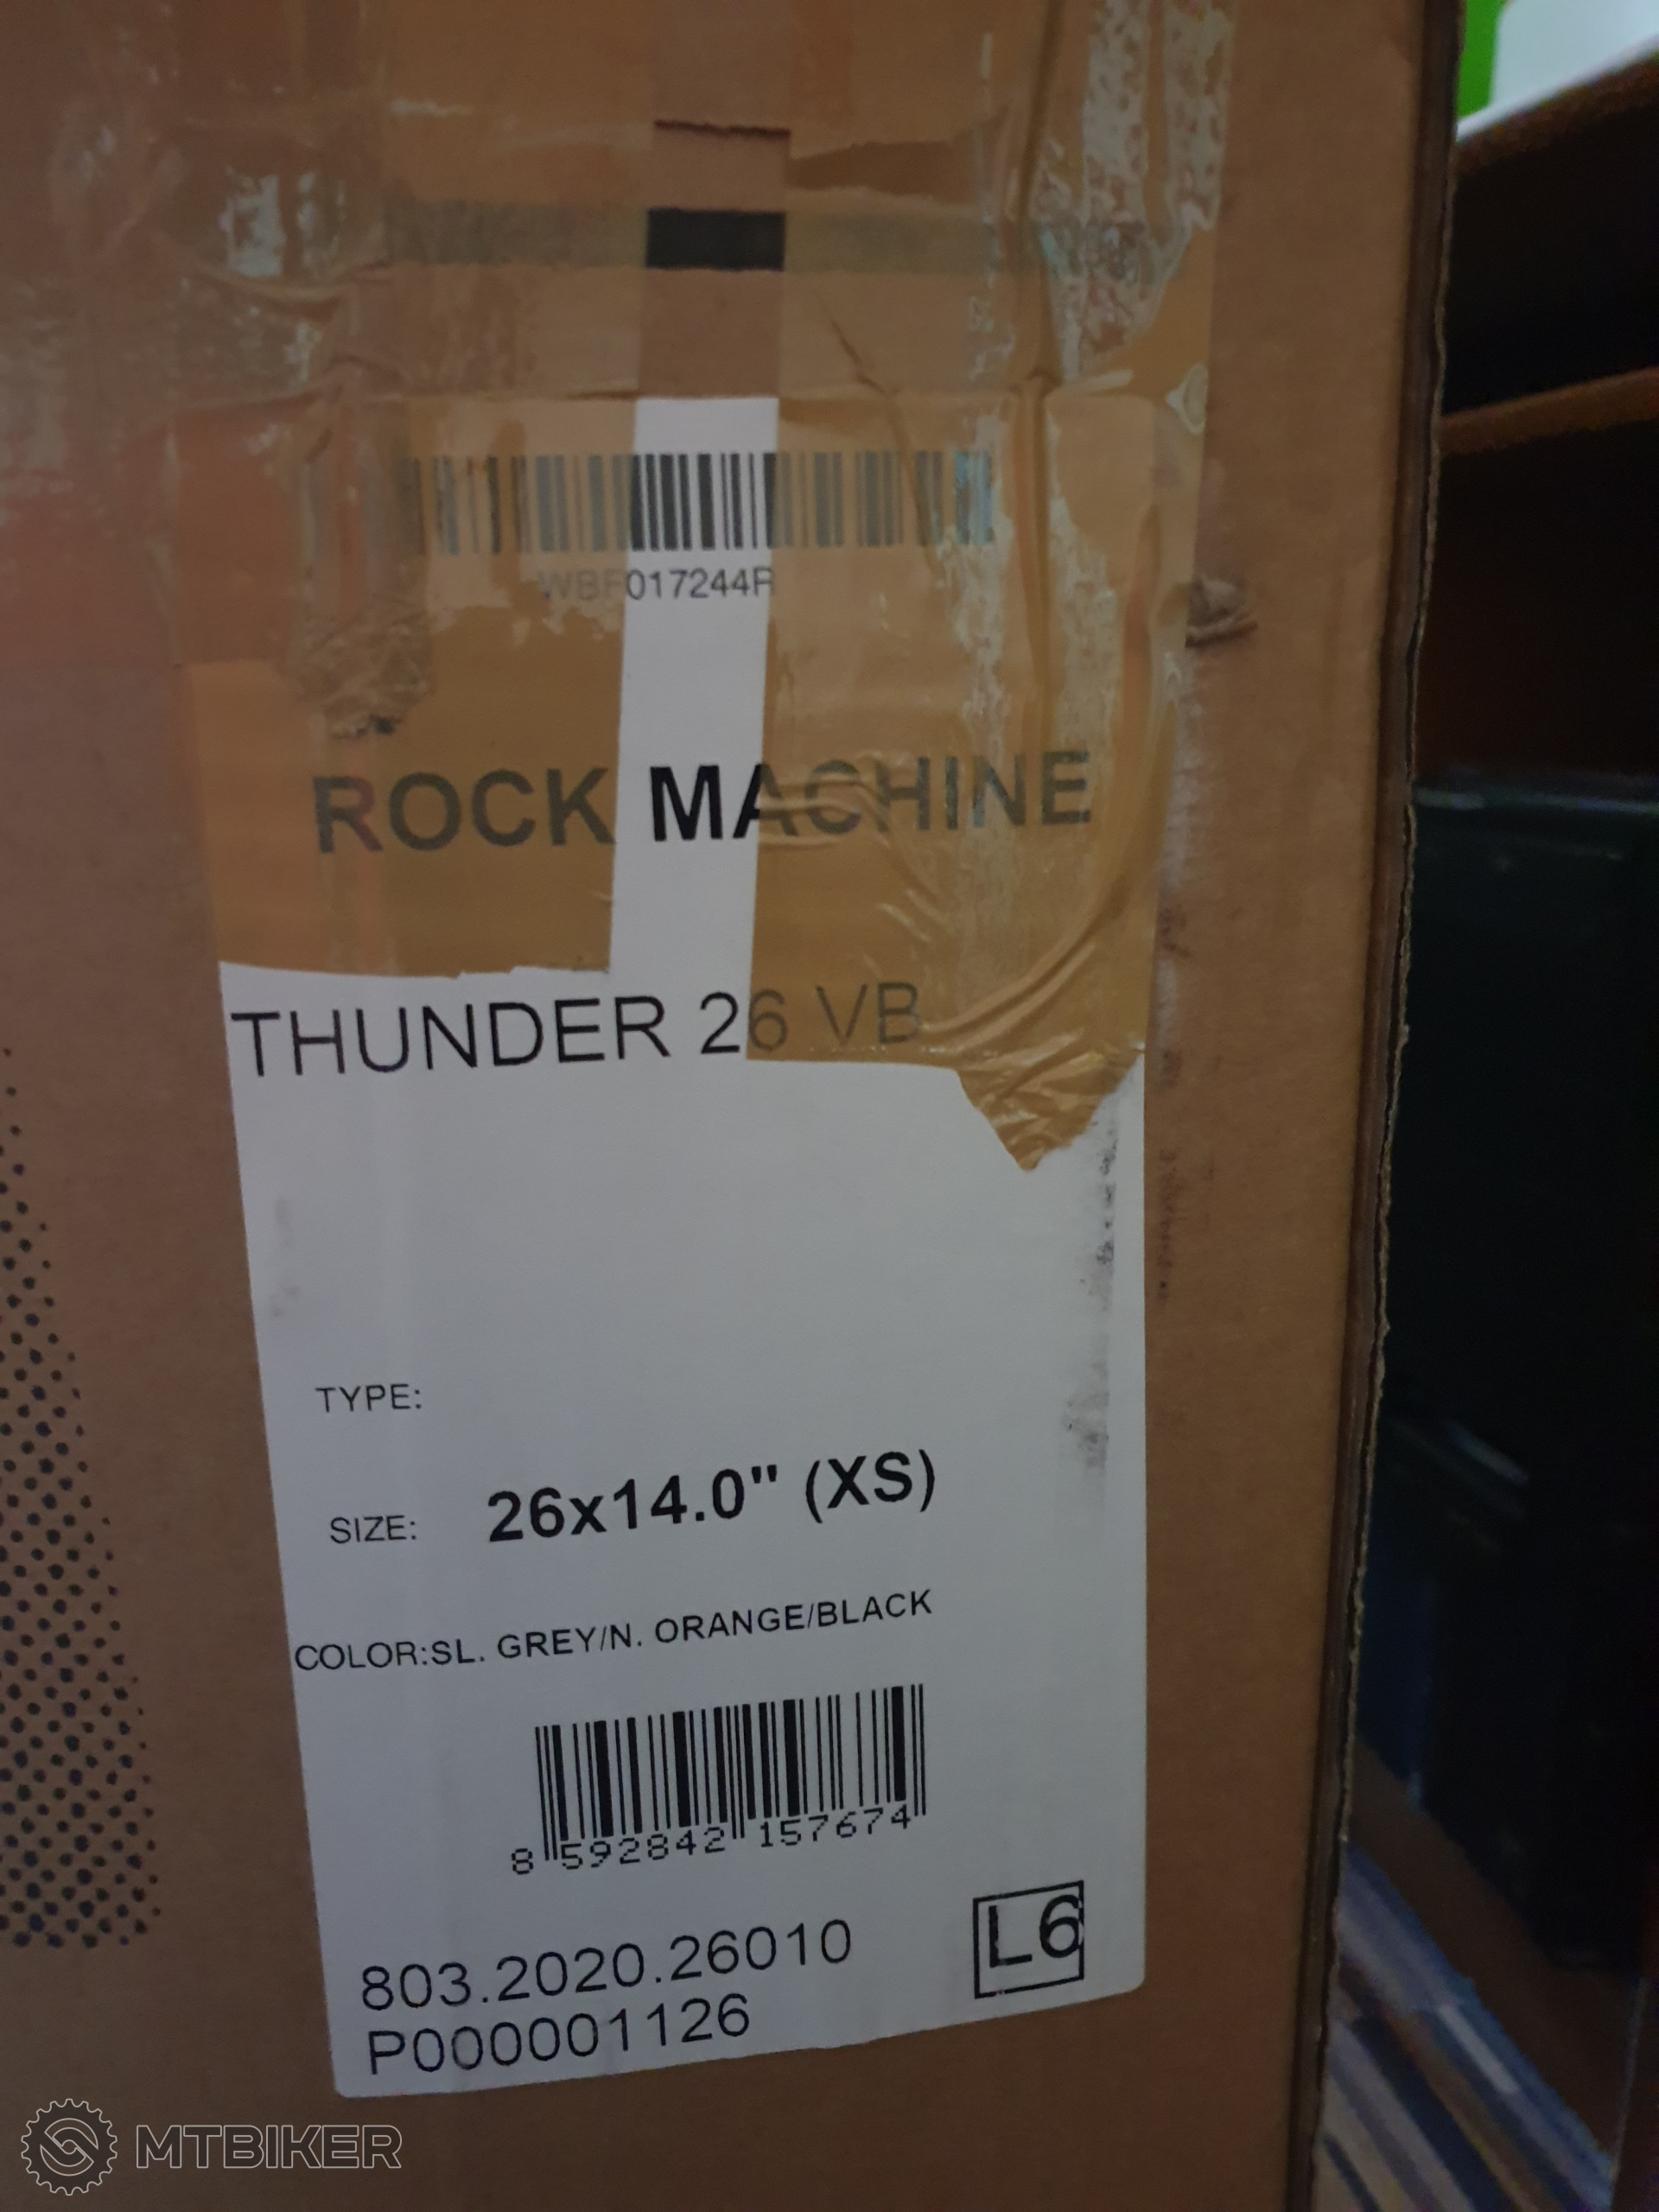 WBF017244R
ROCK MACHINE
THUNDER 26 VB
TYPE:
SIZE: 26x14.0" (XS)
COLOR:SL. GREY/N. ORANGE/BLACK
8 592842 157674
803.2020.26010
L6
P000001126
MTBIKER